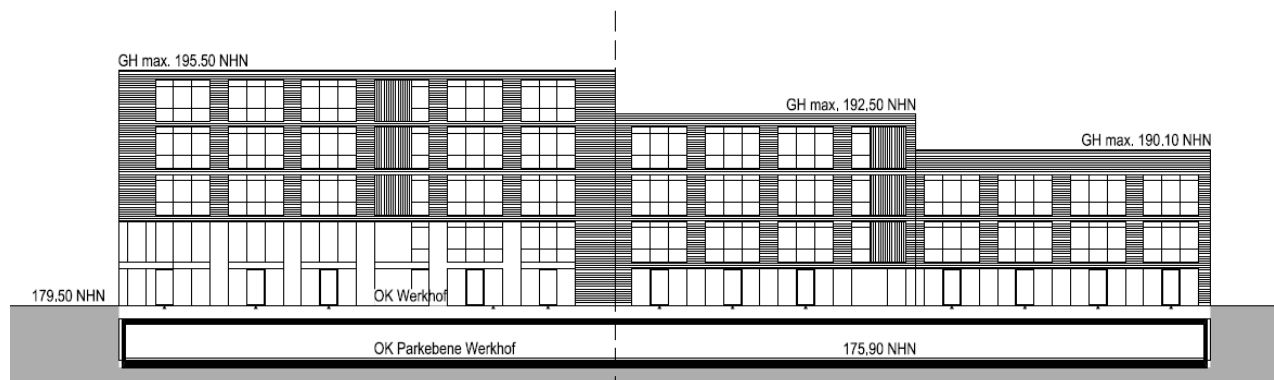 GH max. 195.50 NHN
GH max, 192,50 NHN
GH max. 190.10 NHN
179.50 NHN
OK Werkhof
OK Parkebene Werkhof
175,90 NHN